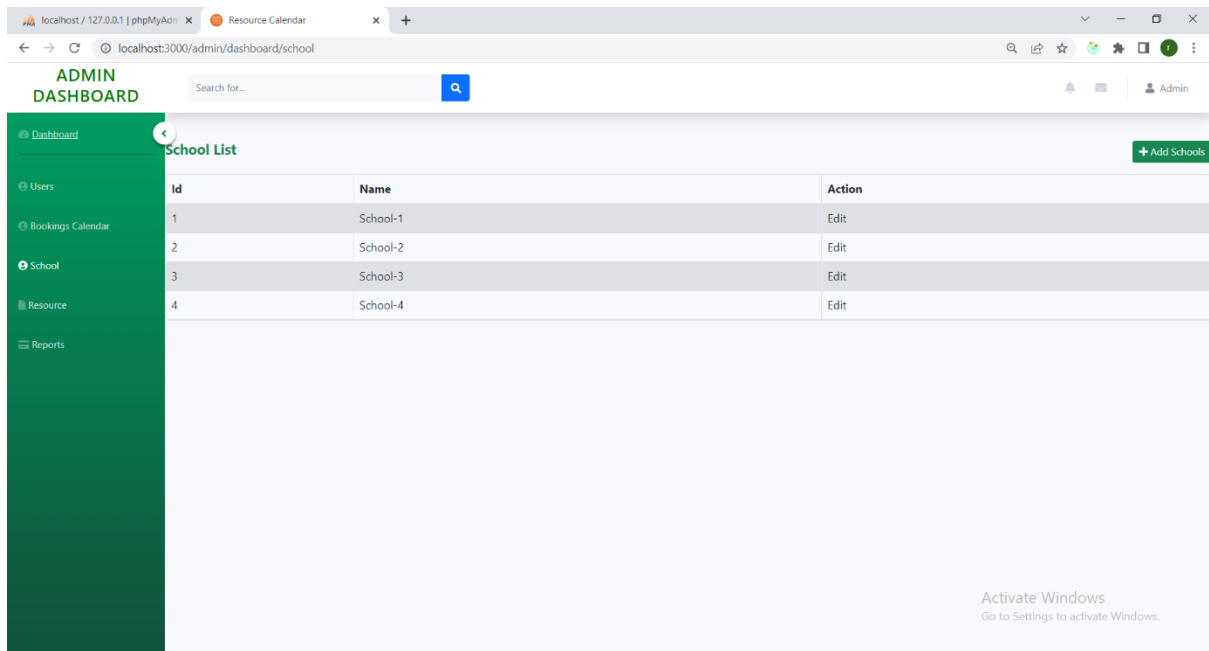 localhost / 127.0.0.1 | phpMyAdm
Resource Calendar
localhost:3000/admin/dashboard/school
r
ADMIN
DASHBOARD
Search for...
Admin
Dashboard
Users
Bookings Calendar
School
Resource
Reports
School List
Add Schools
Id Name Action
1 School-1 Edit
2 School-2 Edit
3 School-3 Edit
4 School-4 Edit
Activate Windows
Go to Settings to activate Windows.